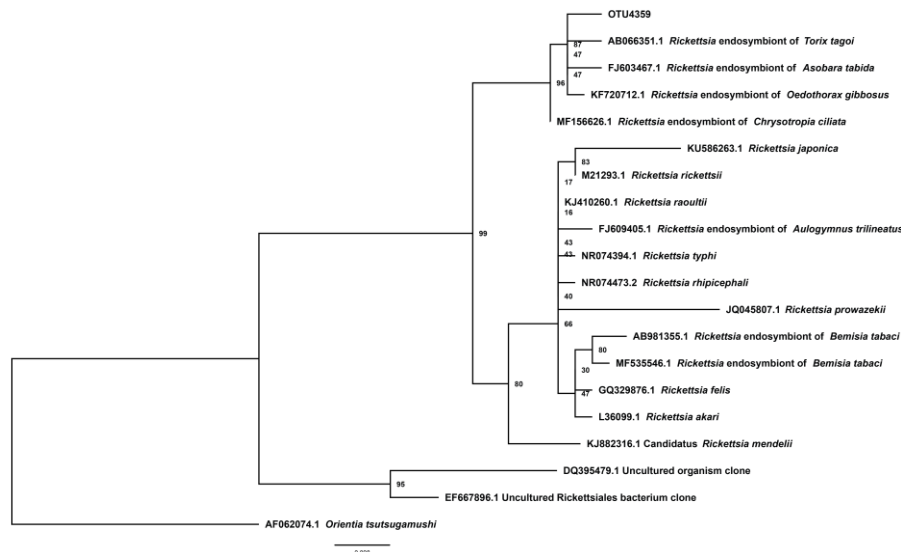 OTU4359
AB066351.1 Rickettsia endosymbiont of Torix tagoi
87
47
FJ603467.1 Rickettsia endosymbiont of Asobara tabida
47
96
KF720712.1 Rickettsia endosymbiont of Oedothorax gibbosus
MF156626.1 Rickettsia endosymbiont of Chrysotropia ciliata
KU586263.1 Rickettsia japonica
83
M21293.1 Rickettsia rickettsii
17
KJ410260.1 Rickettsia raoultii
16
FJ609405.1 Rickettsia endosymbiont of Aulogymnus trilineatus
99
43
43
NR074394.1 Rickettsia typhi
NR074473.2 Rickettsia rhipicephali
40
JQ045807.1 Rickettsia prowazekii
66
AB981355.1 Rickettsia endosymbiont of Bemisia tabaci
80
MF535546.1 Rickettsia endosymbiont of Bemisia tabaci
30
80
GQ329876.1 Rickettsia felis
47
L36099.1 Rickettsia akari
KJ882316.1 Candidatus Rickettsia mendelii
DQ395479.1 Uncultured organism clone
95
EF667896.1 Uncultured Rickettsiales bacterium clone
AF062074.1 Orientia tsutsugamushi